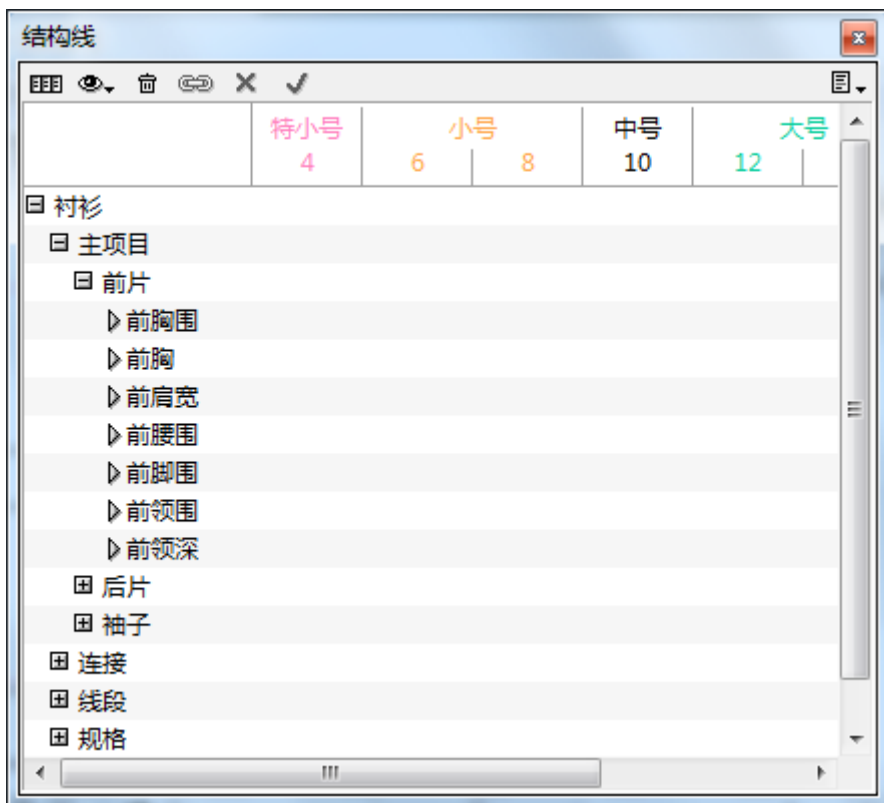 结构线
特小号 小号 中号 大号
4 6 8 10 12
衬衫
主项目
前片
前胸围
前胸
前肩宽
前腰围
前脚围
前领围
前领深
后片
袖子
连接
线段
规格